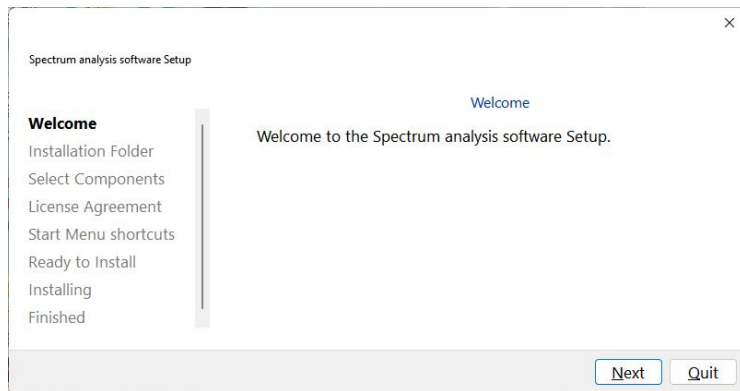 Spectrum analysis software Setup
Welcome
Installation Folder
Select Components
License Agreement
Start Menu shortcuts
Ready to Install
Installing
Finished
Welcome
Welcome to the Spectrum analysis software Setup.
Next
Quit